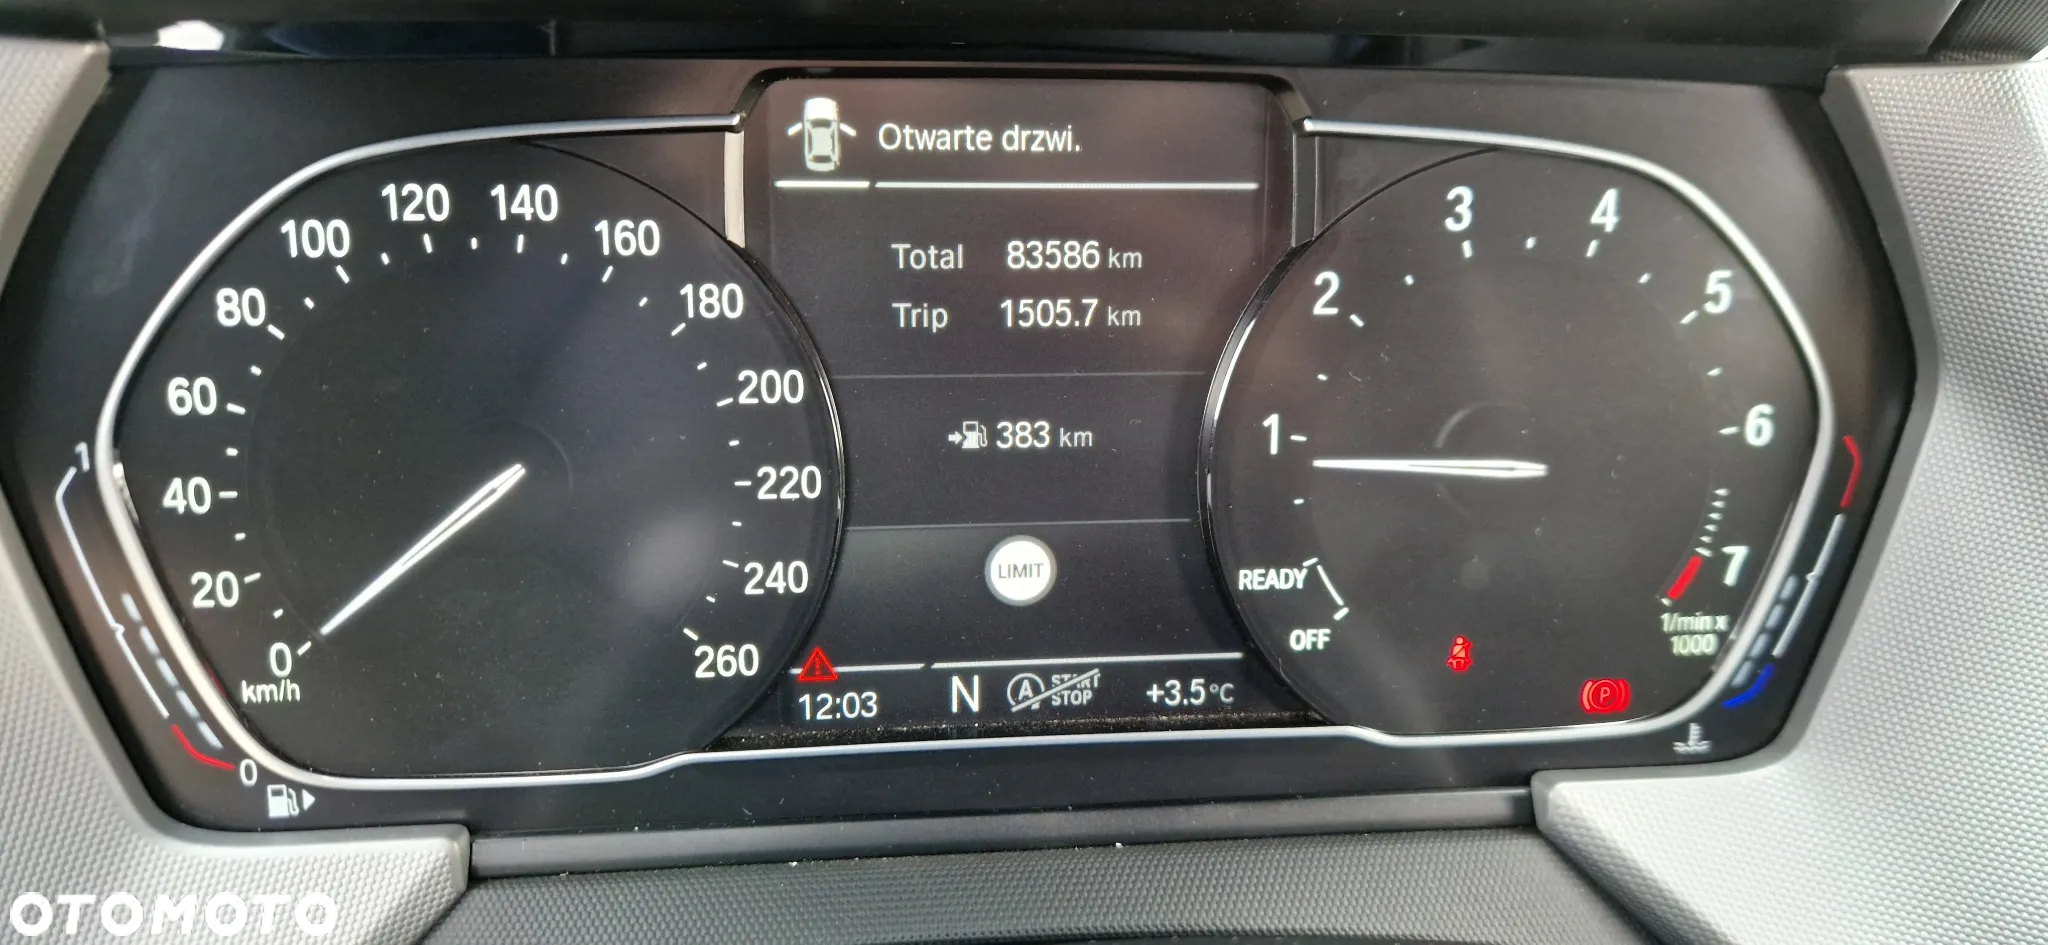 Otwarte drzwi.
Total 83586 km
Trip 1505.7 km
383 km
LIMIT
12:03 N A START STOP +3.5°C
0 20 40 60 80 100 120 140 160 180 200 220 240 260
km/h
1
0
1 2 3 4 5 6 7
READY
OFF
1/min x
1000
P
OTOMOTO